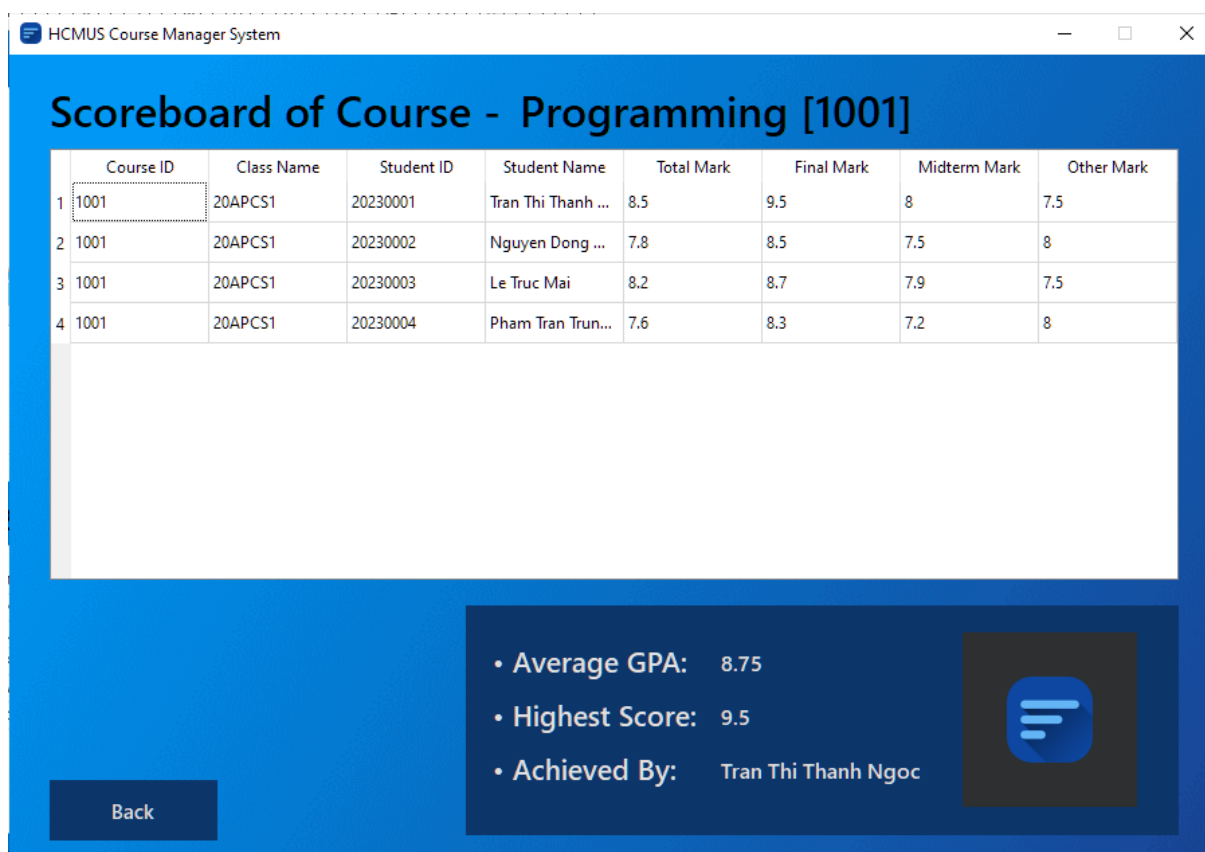 HCMUS Course Manager System
Scoreboard of Course - Programming [1001]
Course ID Class Name Student ID Student Name Total Mark Final Mark Midterm Mark Other Mark
1 1001 20APCS1 20230001 Tran Thi Thanh ... 8.5 9.5 8 7.5
2 1001 20APCS1 20230002 Nguyen Dong ... 7.8 8.5 7.5 8
3 1001 20APCS1 20230003 Le Truc Mai 8.2 8.7 7.9 7.5
4 1001 20APCS1 20230004 Pham Tran Trun... 7.6 8.3 7.2 8
• Average GPA: 8.75
• Highest Score: 9.5
• Achieved By: Tran Thi Thanh Ngoc
Back